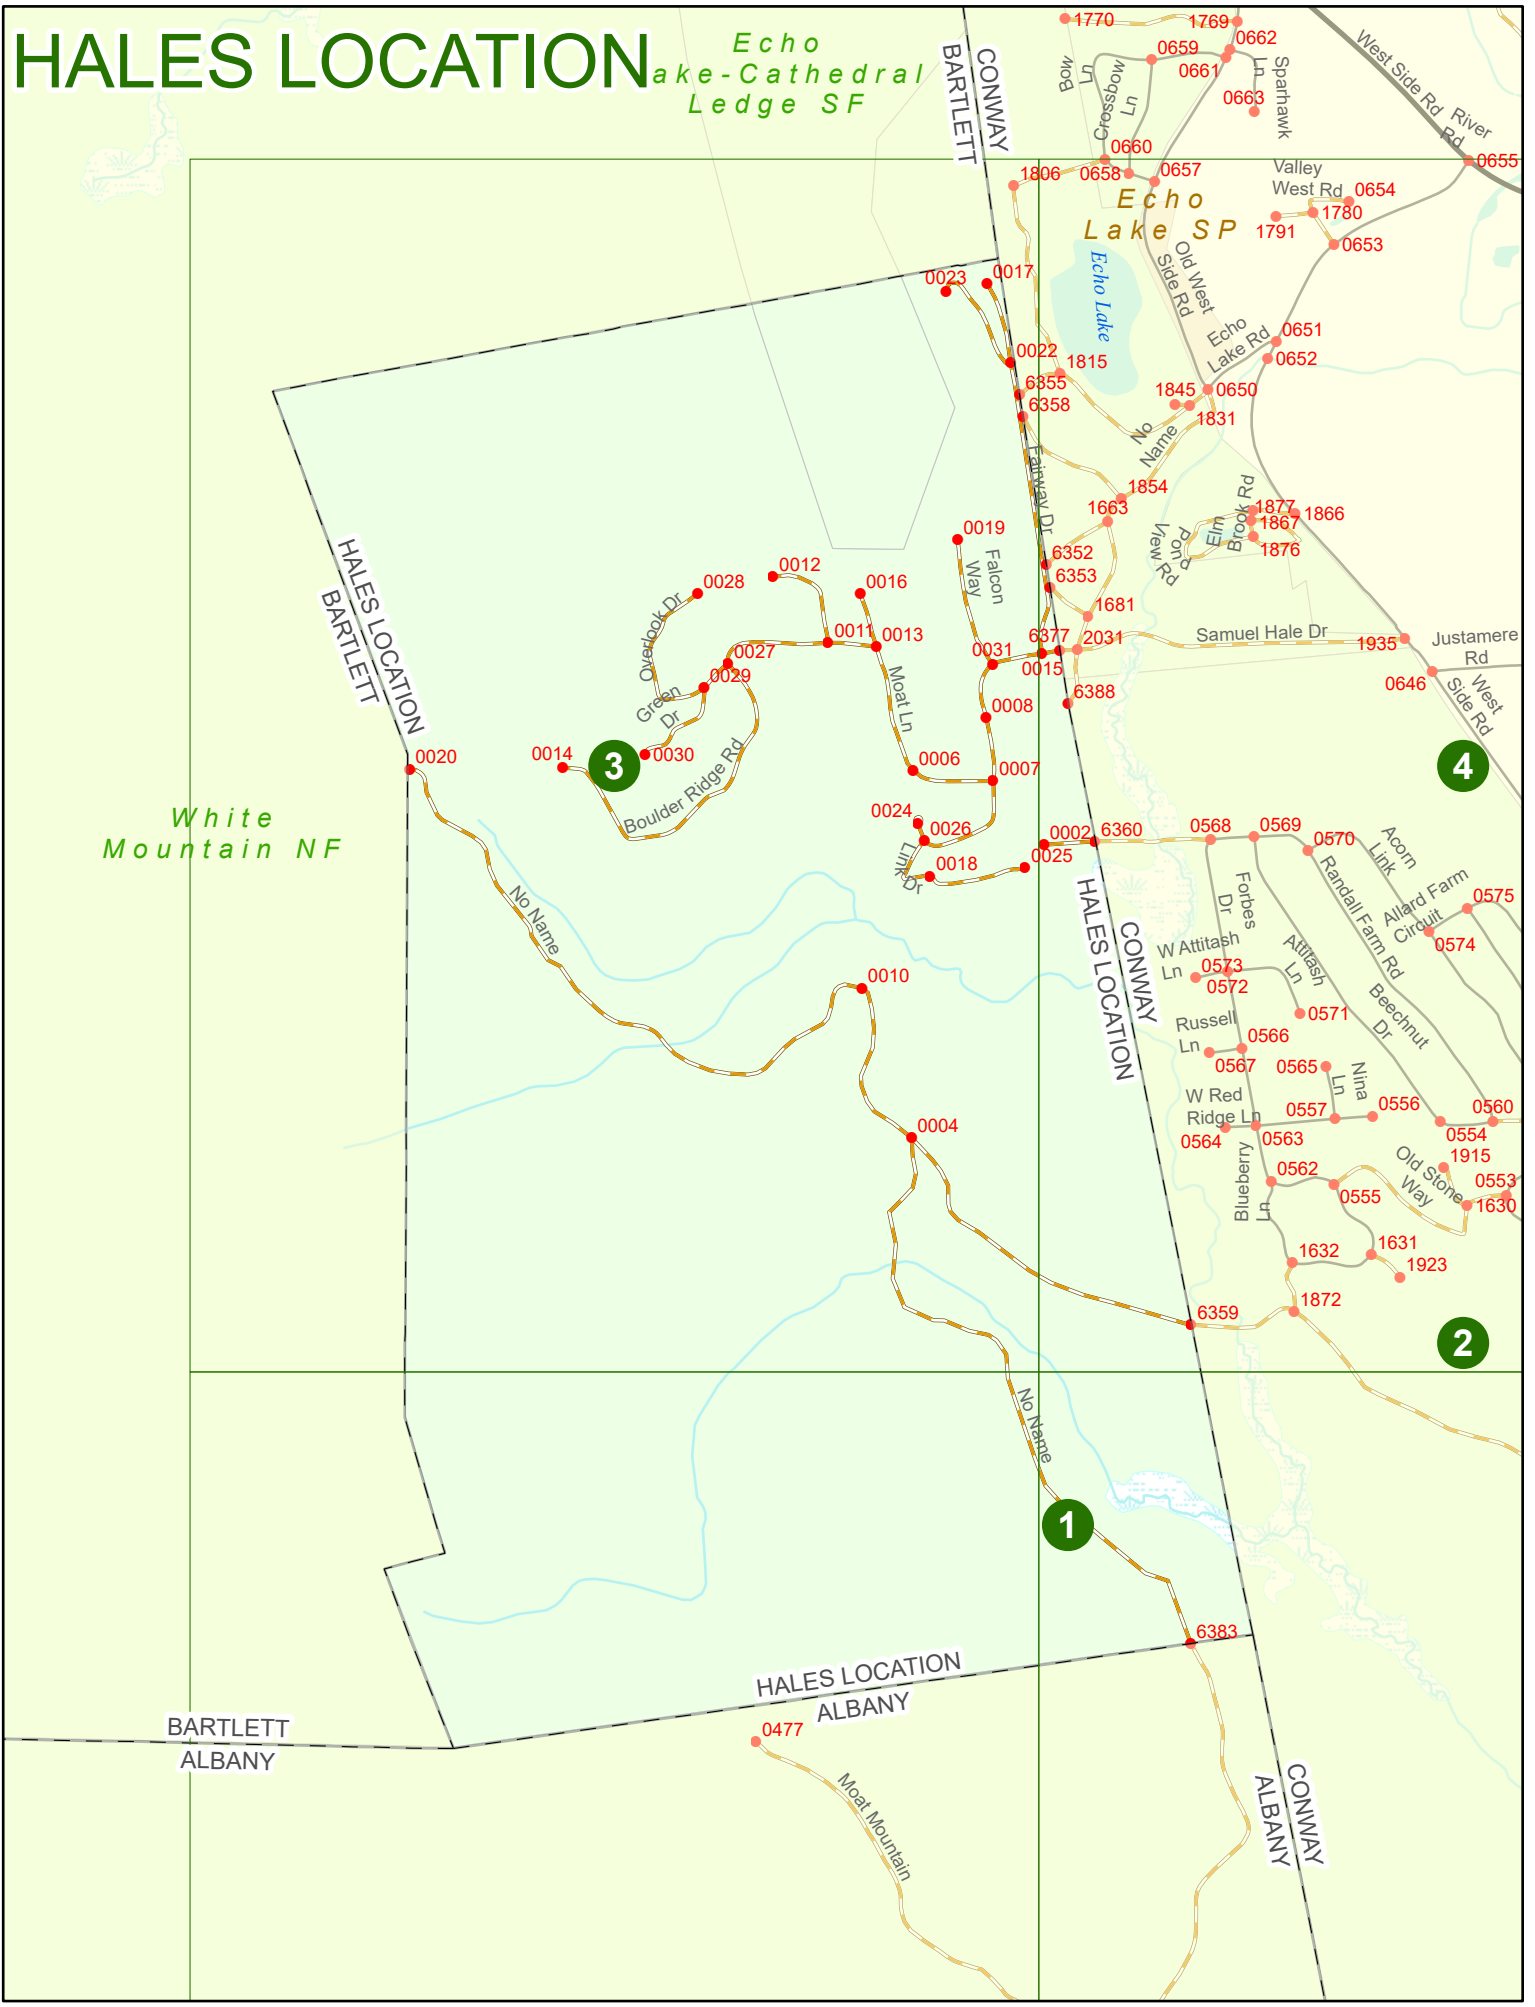 HALES LOCATION
Echo
ake-Cathedral
Ledge SF
CONWAY
BARTLETT
1770
1769
0662
0659
0661
0663
Bow
Ln
Crossbow
Ln
Sparhawk
Ln
West Side Rd
River
Rd
0655
0660
0658
0657
1806
Valley
West Rd
0654
1780
1791
0653
Echo
Lake SP
Echo Lake
Old West
Side Rd
Echo
Lake Rd
0651
0652
0023
0017
0022
1815
6355
6358
1845
0650
1831
No
Name
Fairway Dr
1854
1663
Pond
View Rd
Elm
Brook Rd
1877
1866
1867
1876
0019
Falcon
Way
6352
6353
0012
0016
0028
Overlook Dr
1681
HALES LOCATION
BARTLETT
0011
0013
0027
0029
0031
6377
2031
0015
Samuel Hale Dr
1935
Justamere
Rd
0646
West
Side Rd
6388
Green
Dr
Moat Ln
0008
0020
0014
3
0030
Boulder Ridge Rd
0006
0007
4
White
Mountain NF
0024
0026
Link Dr
0018
0025
0002
6360
0568
0569
0570
Acorn
Link
Randall Farm Rd
Allard Farm
Circuit
0575
0574
Forbes
Dr
HALES LOCATION
CONWAY
No Name
W Attitash
Ln
0573
0572
Attitash
Ln
0571
Beechnut
Dr
0010
Russell
Ln
0566
0567
0565
Nina
Ln
W Red
Ridge Ln
0557
0556
0560
0554
0564
0563
0004
Blueberry
Ln
0562
0555
Old Stone
Way
1915
0553
1630
1632
1631
1923
6359
1872
2
No Name
1
6383
HALES LOCATION
ALBANY
BARTLETT
ALBANY
0477
Moat Mountain
CONWAY
ALBANY